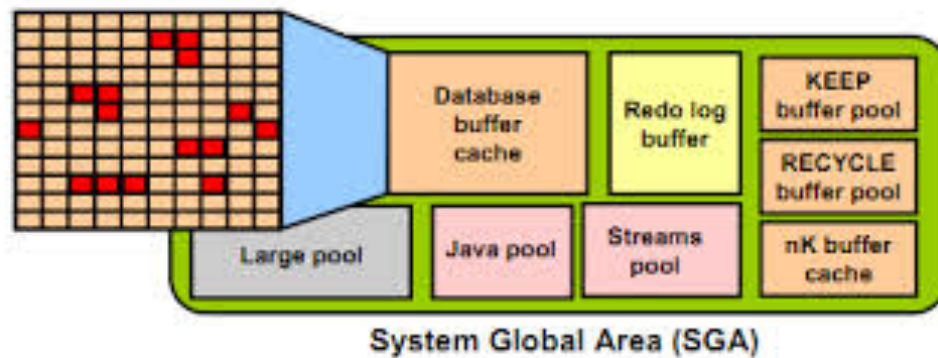 Database
buffer
cache
Redo log
buffer
KEEP
buffer pool
RECYCLE
buffer pool
nK buffer
cache
Large pool
Java pool
Streams
pool
System Global Area (SGA)